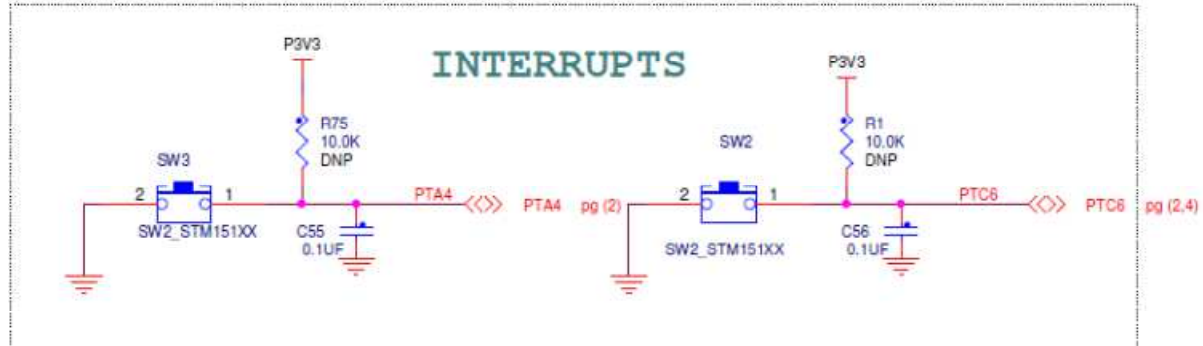 INTERRUPTS
P3V3
R75
10.0K
DNP
SW3
2 1
SW2_STM151XX
C55
0.1UF
PTA4
PTA4 pg (2)
P3V3
R1
10.0K
DNP
SW2
2 1
SW2_STM151XX
C56
0.1UF
PTC6
PTC6 pg (2,4)